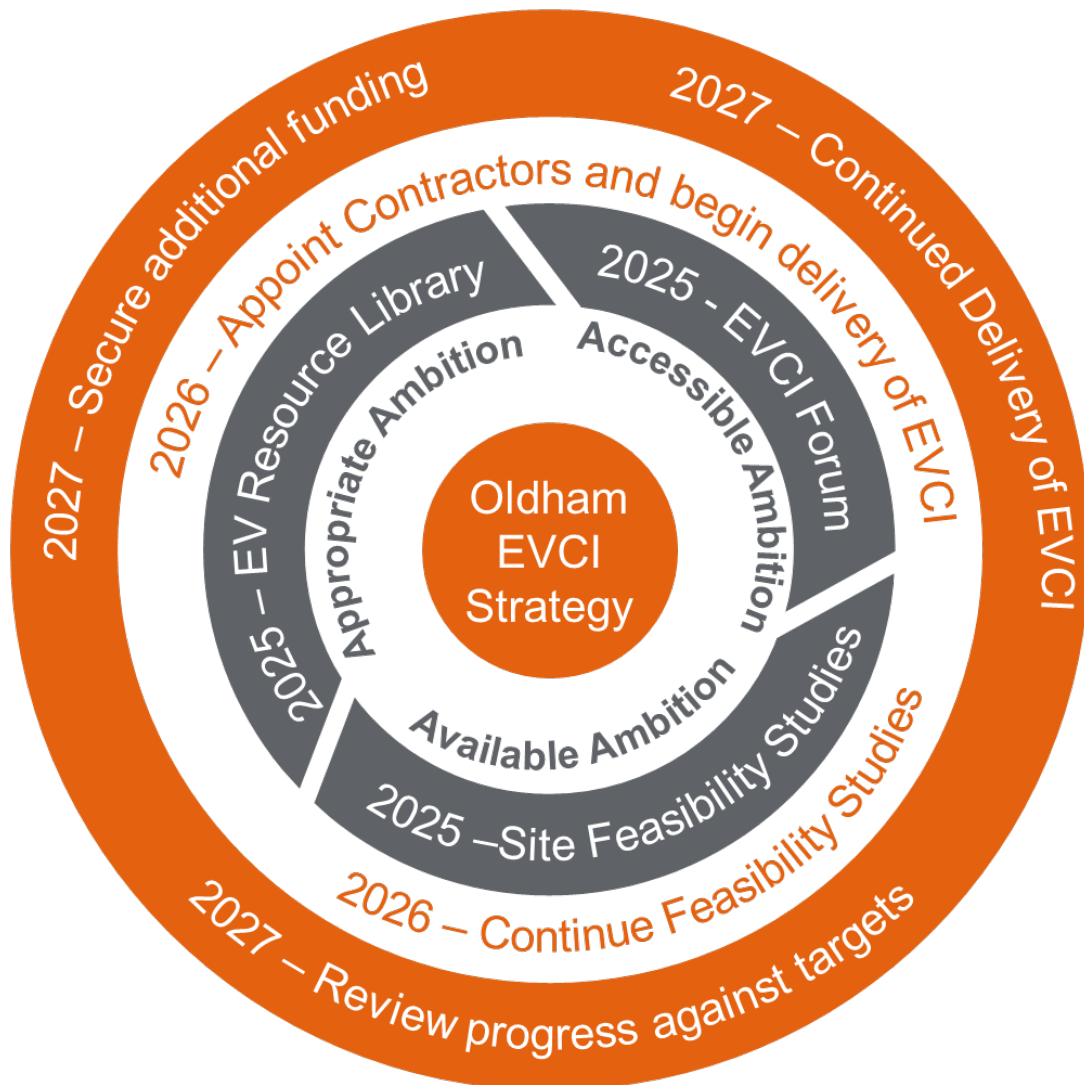 2027 – Secure additional funding
2027 – Continued Delivery of EVCI
2026 – Appoint Contractors and begin delivery of EVCI
2025 – EV Resource Library
2025 - EVCI Forum
Appropriate Ambition
Accessible Ambition
Oldham
EVCI
Strategy
Available Ambition
2025 –Site Feasibility Studies
2026 – Continue Feasibility Studies
2027 – Review progress against targets